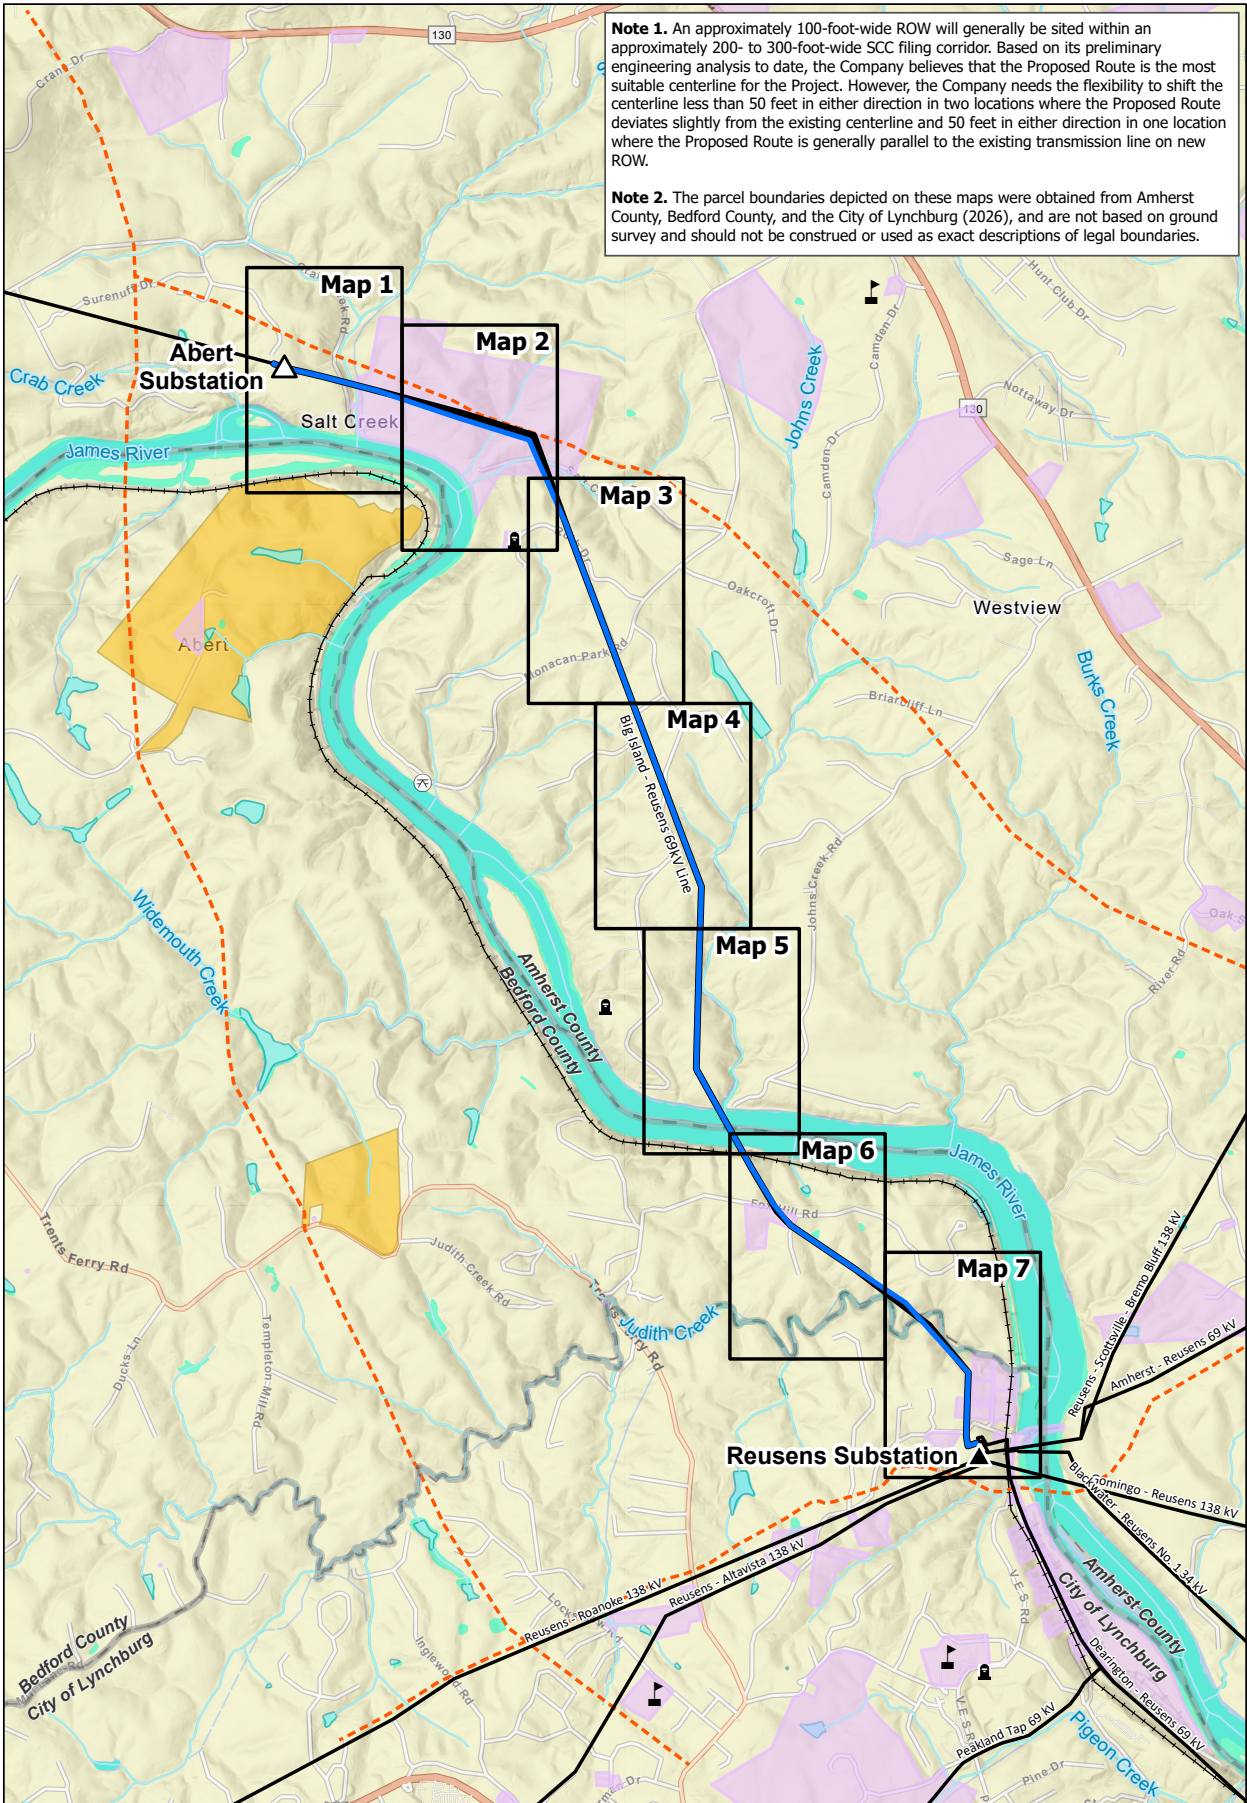 Note 1. An approximately 100-foot-wide ROW will generally be sited within an
approximately 200- to 300-foot-wide SCC filing corridor. Based on its preliminary
engineering analysis to date, the Company believes that the Proposed Route is the most
suitable centerline for the Project. However, the Company needs the flexibility to shift the
centerline less than 50 feet in either direction in two locations where the Proposed Route
deviates slightly from the existing centerline and 50 feet in either direction in one location
where the Proposed Route is generally parallel to the existing transmission line on new
ROW.
Note 2. The parcel boundaries depicted on these maps were obtained from Amherst
County, Bedford County, and the City of Lynchburg (2026), and are not based on ground
survey and should not be construed or used as exact descriptions of legal boundaries.
130
Surenuff Dr
Map 1
Hunt Club Dr
Camden Dr
Map 2
Abert
Substation
Crab Creek
Johns Creek
Nottaway Dr
130
Salt Creek
James River
Camden Dr
Map 3
Sage Ln
Oakcroft Dr
Westview
Abert
Monacan Park Rd
Burks Creek
Briarcliff Ln
Map 4
Big Island - Reusens 69kV Line
Johns Creek Rd
Widemouth Creek
Map 5
River Rd
Amherst County
Bedford County
Map 6
James River
Trents Ferry Rd
Judith Creek Rd
Map 7
Reusens - Scottsville - Bremo Bluff 138 kV
Judith Creek
Ducks Ln
Templeton Mill Rd
Amherst - Reusens 69 kV
Reusens Substation
Gomingo - Reusens 138 kV
Blackwater - Reusens No. 1 34 kV
Reusens - Altavista 138 kV
Reusens - Roanoke 138 kV
V E S Rd
Amherst County
City of Lynchburg
Bedford County
City of Lynchburg
Inglewood Rd
Dearington - Reusens 69 kV
V E S R
Peakland Tap 69 kV
Pigeon Creek
Pine Dr